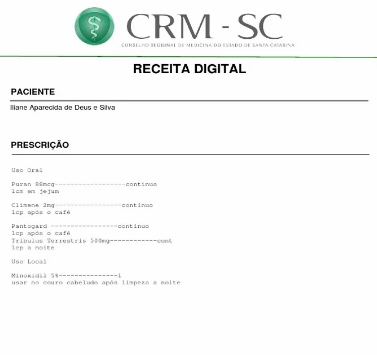 CRM - SC
CONSELHO REGIONAL DE MEDICINA DO ESTADO DE SANTA CATARINA
RECEITA DIGITAL
PACIENTE
Iliane Aparecida de Deus e Silva
PRESCRIÇÃO
Uso Oral
Puran 88mcg-------------------continuo
1cs em jejum
Climene 2mg------------------continuo
1cp após o café
Pantogard ------------------continuo
1cp após o café
Tribulus Terrestris 500mg------------cont
1cp a noite
Uso Local
Minoxidil 5%---------------1
usar no couro cabeludo após limpeza a noite